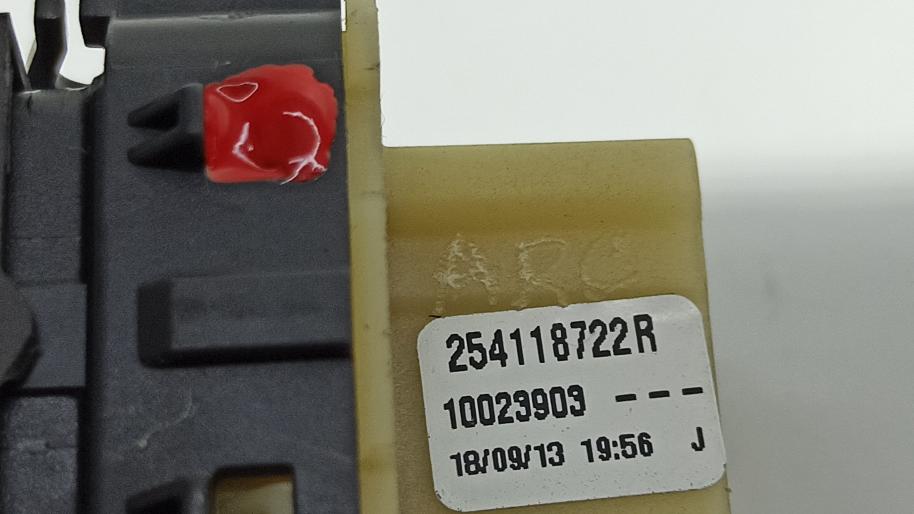 ARC
254118722R
10023903 ---
18/09/13 19:56 J